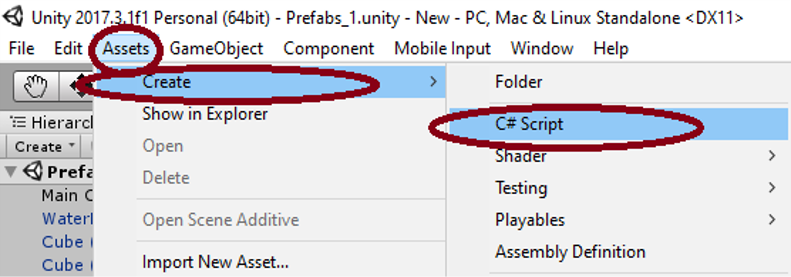 Unity 2017.3.1f1 Personal (64bit) - Prefabs_1.unity - New - PC, Mac & Linux Standalone <DX11>
File Edit Assets GameObject Component Mobile Input Window Help
Create
Show in Explorer
Open
Delete
Open Scene Additive
Import New Asset...
Folder
C# Script
Shader
Testing
Playables
Assembly Definition
Hierarc
Create
Prefab
Main C
Water
Cube (
Cube (